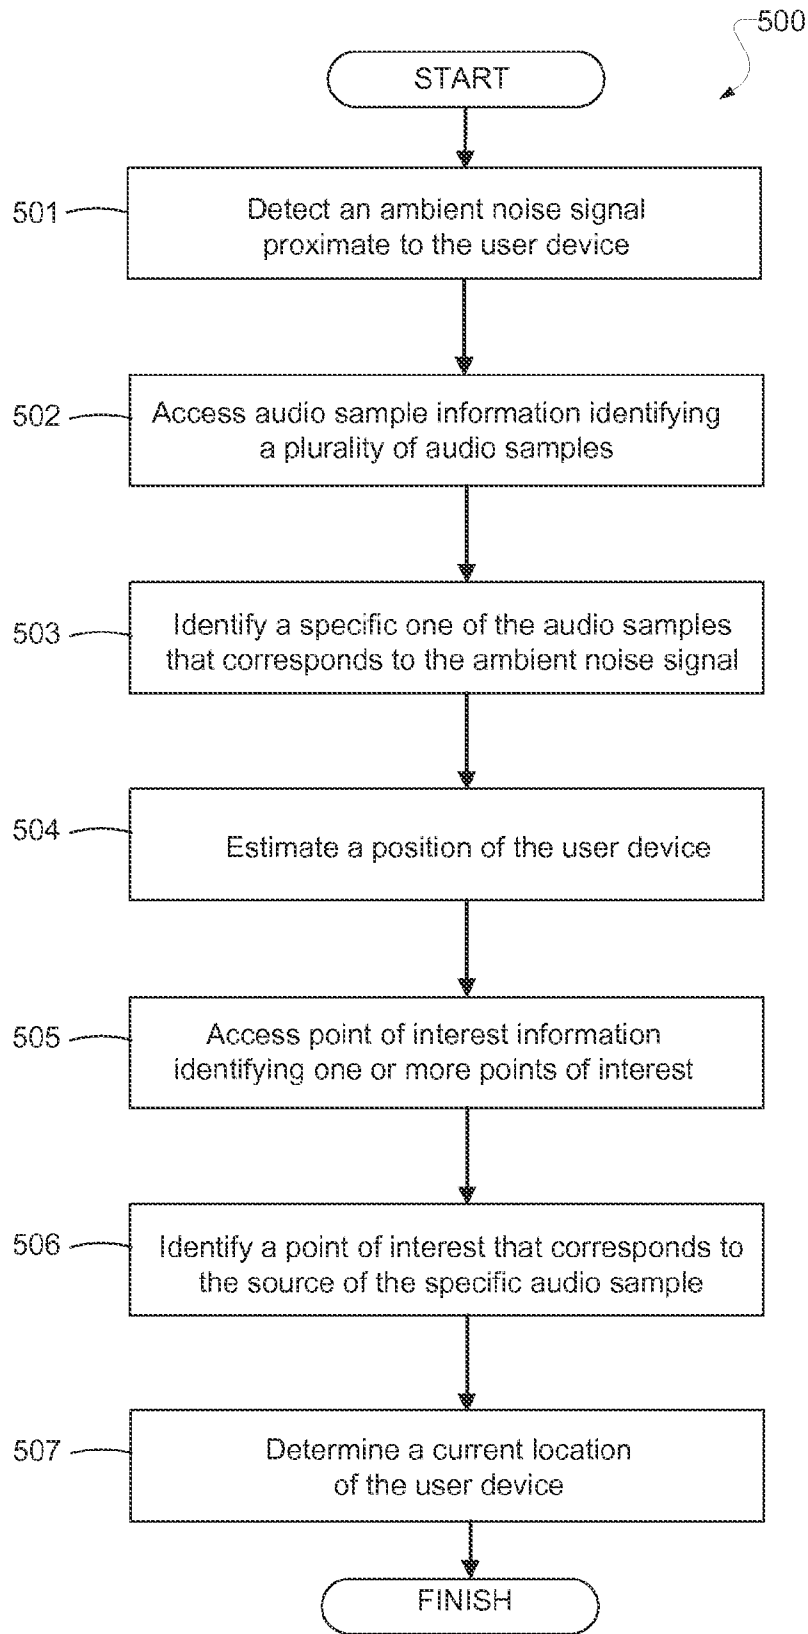 500
START
501
Detect an ambient noise signal
proximate to the user device
502
Access audio sample information identifying
a plurality of audio samples
503
Identify a specific one of the audio samples
that corresponds to the ambient noise signal
504
Estimate a position of the user device
505
Access point of interest information
identifying one or more points of interest
506
Identify a point of interest that corresponds to
the source of the specific audio sample
507
Determine a current location
of the user device
FINISH